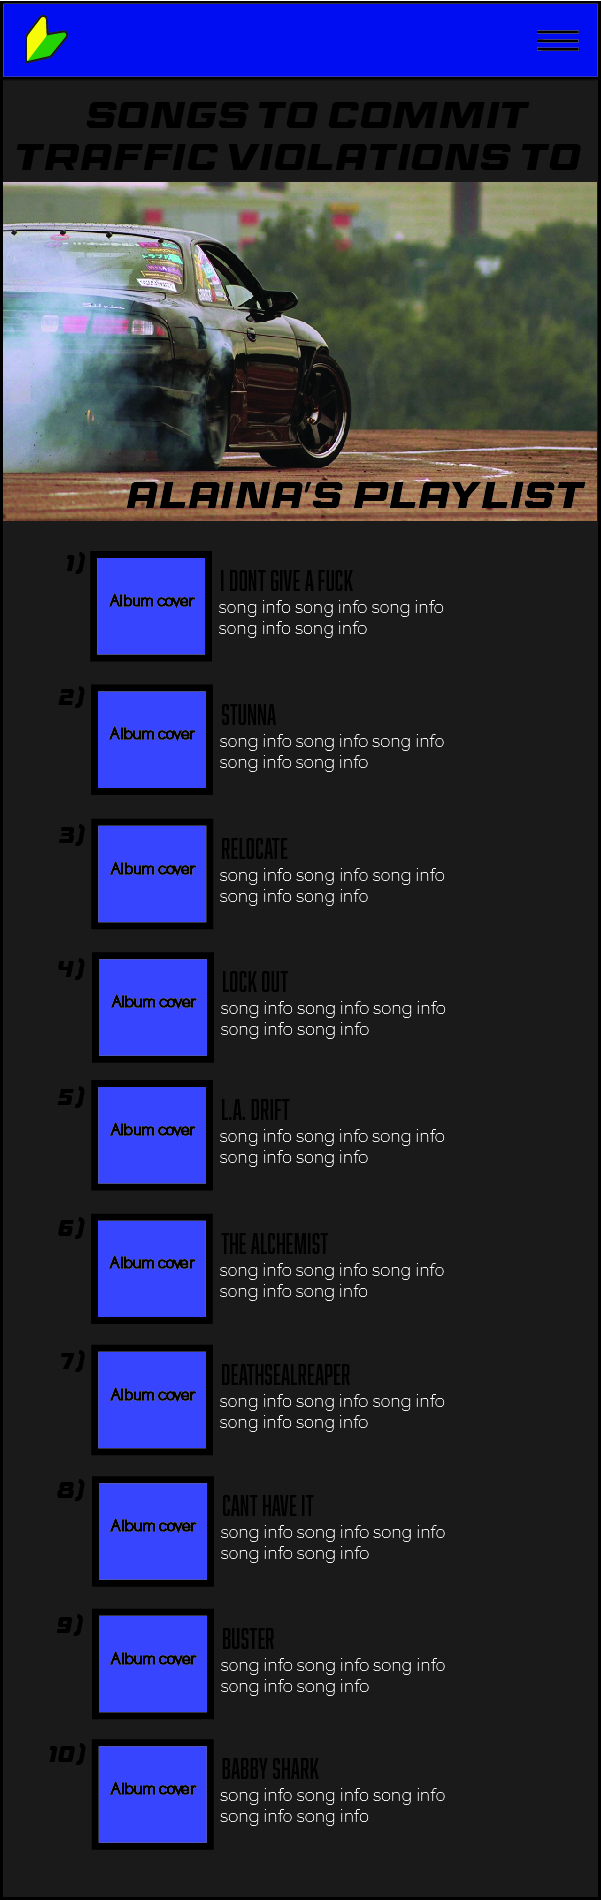 SONGS TO COMMIT
TRAFFIC VIOLATIONS TO
ALAINA'S PLAYLIST
1)
Album cover
I DONT GIVE A FUCK
song info song info song info
song info song info
2)
Album cover
STUNNA
song info song info song info
song info song info
3)
Album cover
RELOCATE
song info song info song info
song info song info
4)
Album cover
LOCK OUT
song info song info song info
song info song info
5)
Album cover
L.A. DRIFT
song info song info song info
song info song info
6)
Album cover
THE ALCHEMIST
song info song info song info
song info song info
7)
Album cover
DEATHSEALREAPER
song info song info song info
song info song info
8)
Album cover
CANT HAVE IT
song info song info song info
song info song info
9)
Album cover
BUSTER
song info song info song info
song info song info
10)
Album cover
BABBY SHARK
song info song info song info
song info song info